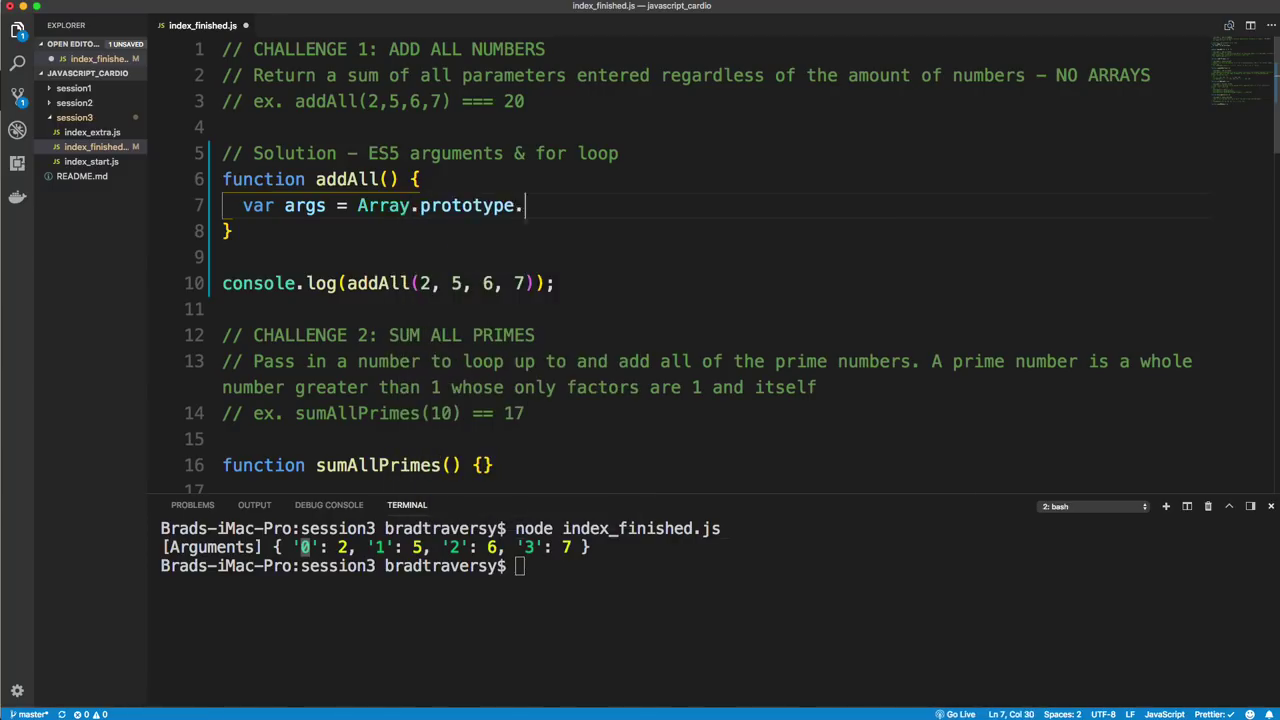 index_finished.js — javascript_cardio
EXPLORER
OPEN EDITO... 1 UNSAVED
index_finishe... M
JAVASCRIPT_CARDIO
session1
session2
session3
JS index_extra.js
JS index_finished.... M
JS index_start.js
README.md
JS index_finished.js
1 // CHALLENGE 1: ADD ALL NUMBERS
2 // Return a sum of all parameters entered regardless of the amount of numbers - NO ARRAYS
3 // ex. addAll(2,5,6,7) === 20
4
5 // Solution - ES5 arguments & for loop
6 function addAll() {
7 var args = Array.prototype.
8 }
9
10 console.log(addAll(2, 5, 6, 7));
11
12 // CHALLENGE 2: SUM ALL PRIMES
13 // Pass in a number to loop up to and add all of the prime numbers. A prime number is a whole
number greater than 1 whose only factors are 1 and itself
14 // ex. sumAllPrimes(10) == 17
15
16 function sumAllPrimes() {}
17
PROBLEMS OUTPUT DEBUG CONSOLE TERMINAL 2: bash
Brads-iMac-Pro:session3 bradtraversy$ node index_finished.js
[Arguments] { '0': 2, '1': 5, '2': 6, '3': 7 }
Brads-iMac-Pro:session3 bradtraversy$
master* 0 0 Go Live Ln 7, Col 30 Spaces: 2 UTF-8 LF JavaScript Prettier: ✓